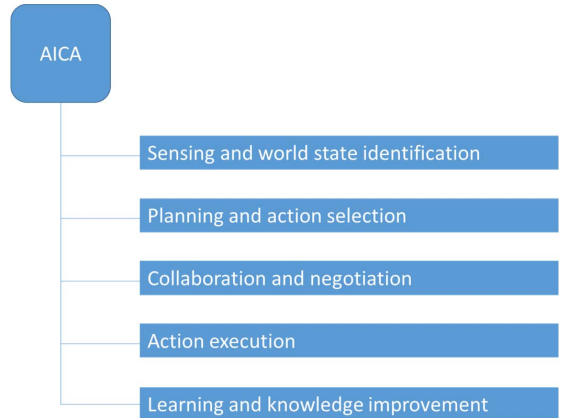 AICA
Sensing and world state identification
Planning and action selection
Collaboration and negotiation
Action execution
Learning and knowledge improvement